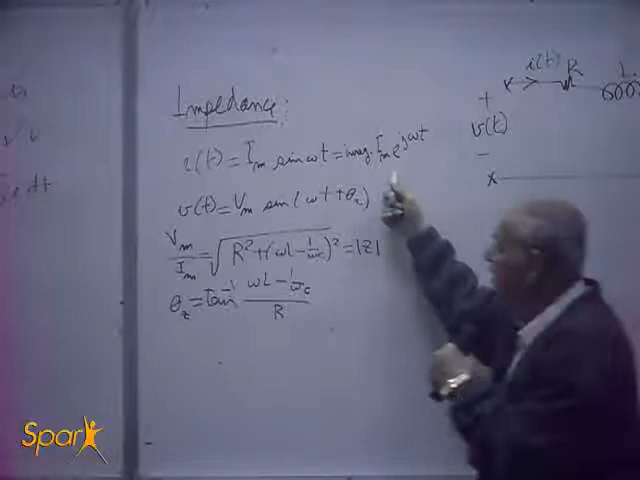 Impedance:
i(t) = I_m sin ωt = imag. I_m e^{jωt}
v(t) = V_m sin(ωt + θ_z)
V_m / I_m = √(R² + (ωL - 1/ωc)²) = |Z|
θ_z = tan⁻¹ (ωL - 1/ωc) / R
i(t) R L
+
v(t)
-
dt
Spark